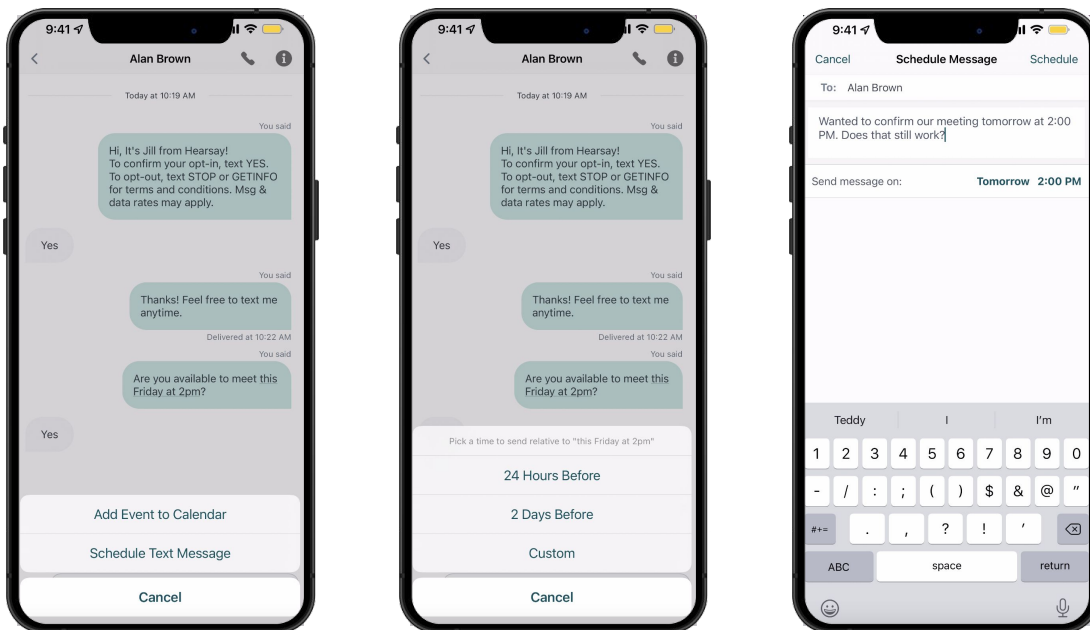 9:41
Alan Brown
Today at 10:19 AM
You said
Hi, It's Jill from Hearsay!
To confirm your opt-in, text YES.
To opt-out, text STOP or GETINFO
for terms and conditions. Msg &
data rates may apply.
Yes
You said
Thanks! Feel free to text me
anytime.
Delivered at 10:22 AM
You said
Are you available to meet this
Friday at 2pm?
Yes
Add Event to Calendar
Schedule Text Message
Cancel
9:41
Alan Brown
Today at 10:19 AM
You said
Hi, It's Jill from Hearsay!
To confirm your opt-in, text YES.
To opt-out, text STOP or GETINFO
for terms and conditions. Msg &
data rates may apply.
Yes
You said
Thanks! Feel free to text me
anytime.
Delivered at 10:22 AM
You said
Are you available to meet this
Friday at 2pm?
Pick a time to send relative to "this Friday at 2pm"
24 Hours Before
2 Days Before
Custom
Cancel
9:41
Cancel Schedule Message Schedule
To: Alan Brown
Wanted to confirm our meeting tomorrow at 2:00
PM. Does that still work?
Send message on: Tomorrow 2:00 PM
Teddy I I'm
1 2 3 4 5 6 7 8 9 0
- / : ; ( ) $ & @ "
#+= . , ? ! '
ABC space return